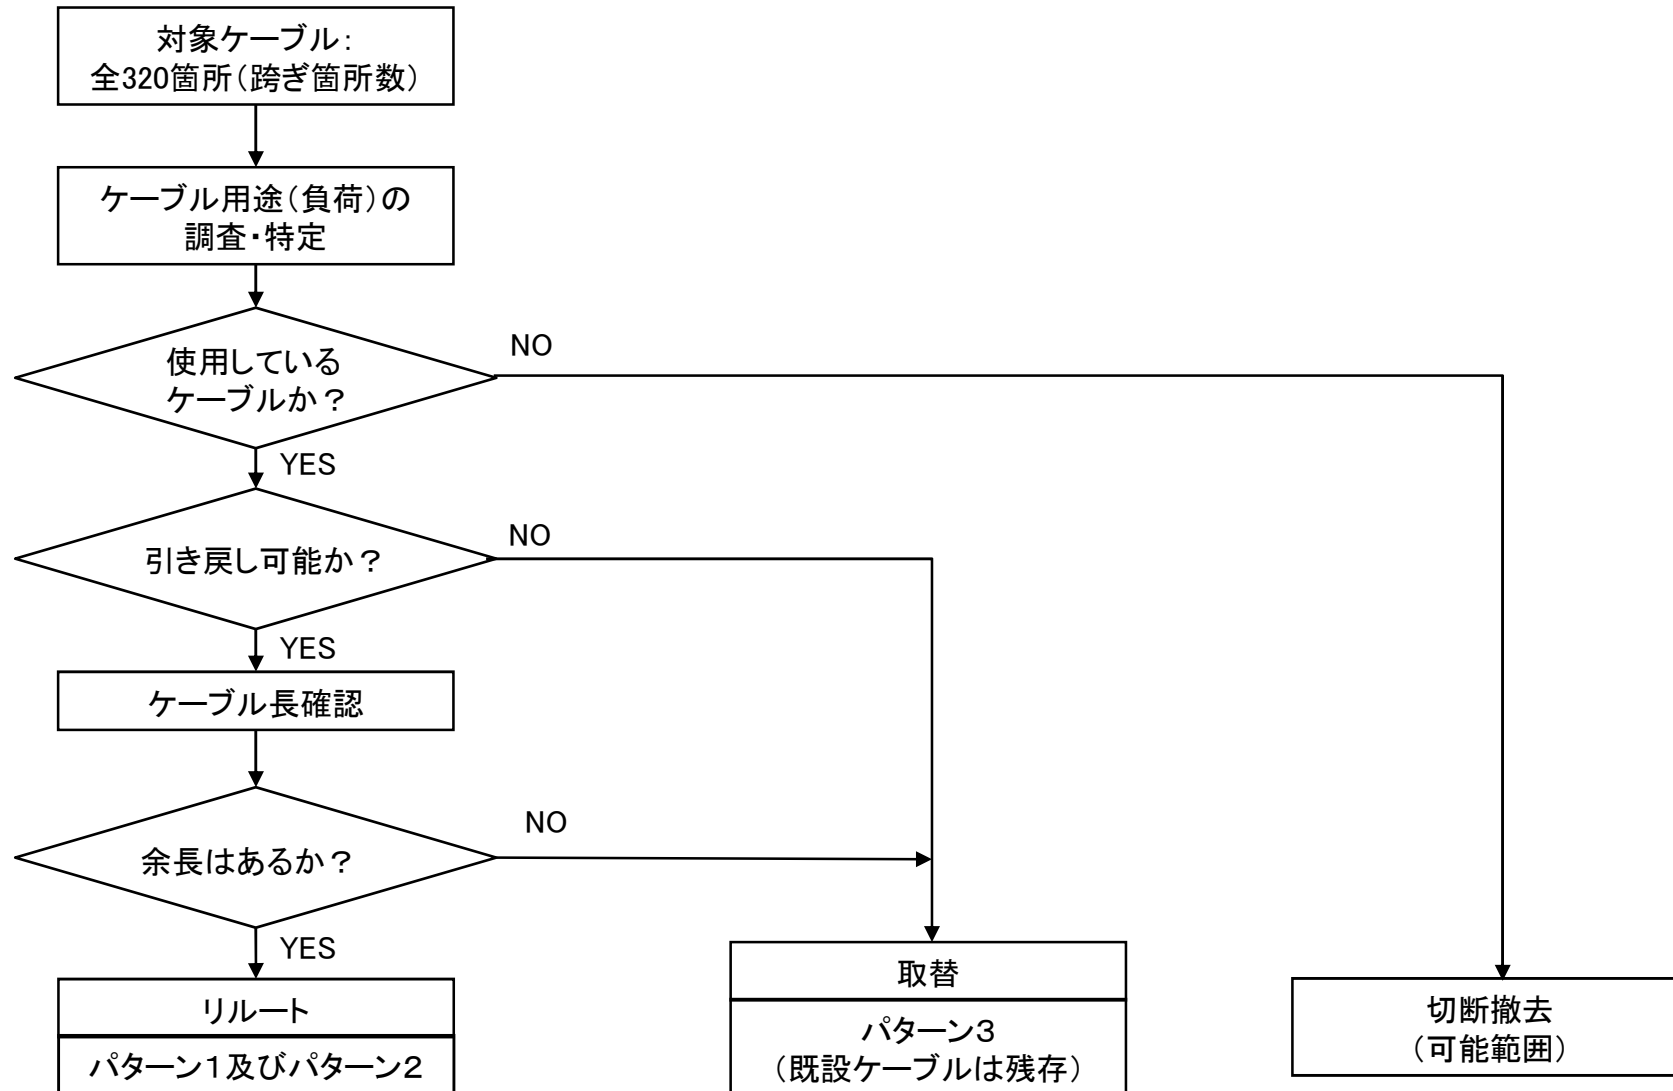 対象ケーブル:
全320箇所（跨ぎ箇所数）
ケーブル用途（負荷）の
調査・特定
使用している
ケーブルか？
NO
YES
引き戻し可能か？
NO
YES
ケーブル長確認
余長はあるか？
NO
YES
リルート
パターン１及びパターン２
取替
パターン３
（既設ケーブルは残存）
切断撤去
（可能範囲）